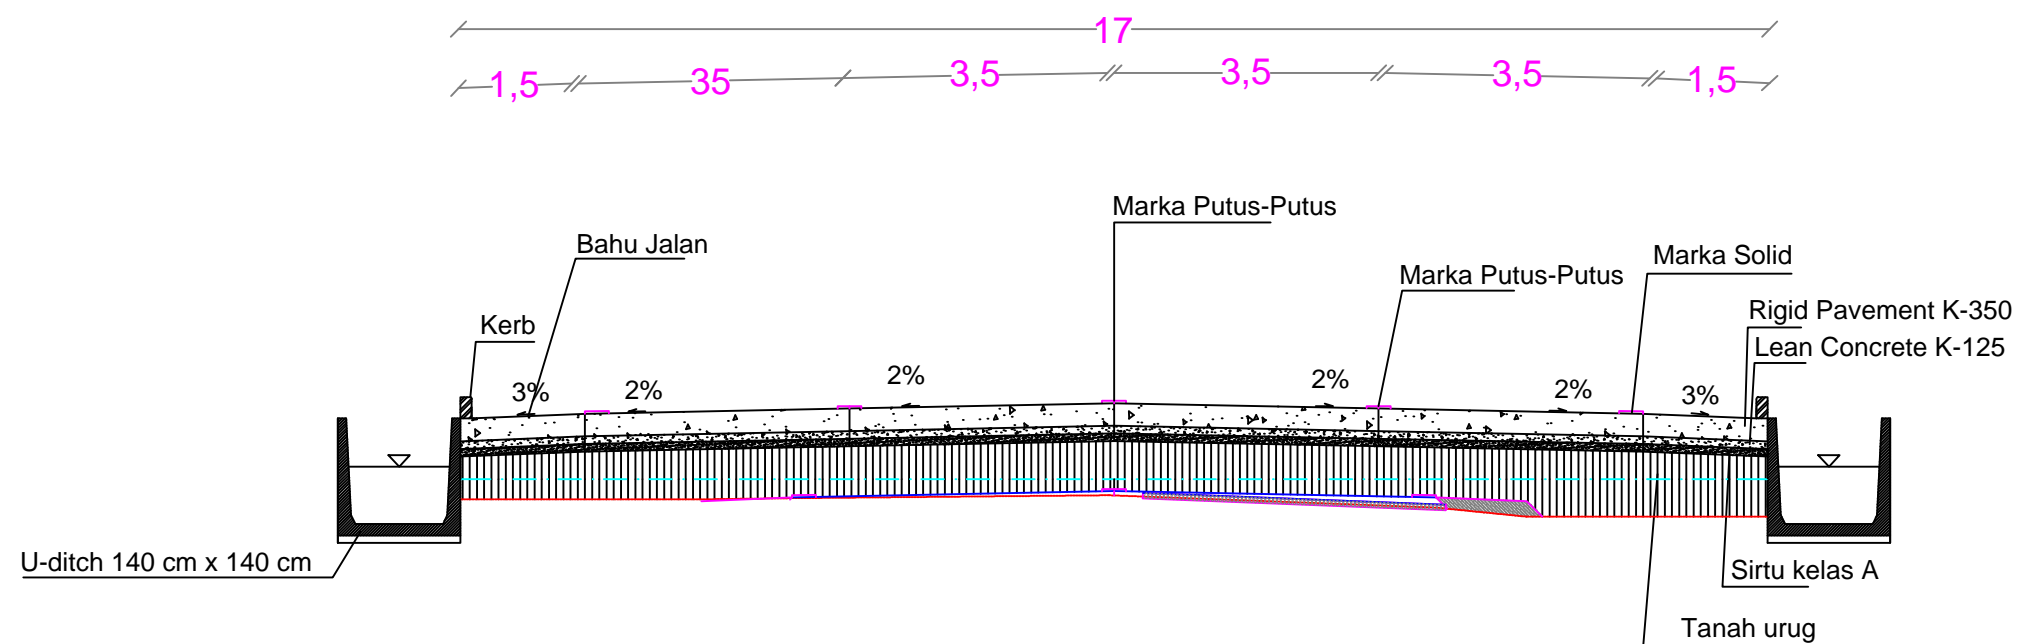 17
1,5 35 3,5 3,5 3,5 1,5
Marka Putus-Putus
Bahu Jalan
Marka Solid
Marka Putus-Putus
Rigid Pavement K-350
Kerb
Lean Concrete K-125
3% 2% 2% 2% 2% 3%
U-ditch 140 cm x 140 cm
Sirtu kelas A
Tanah urug